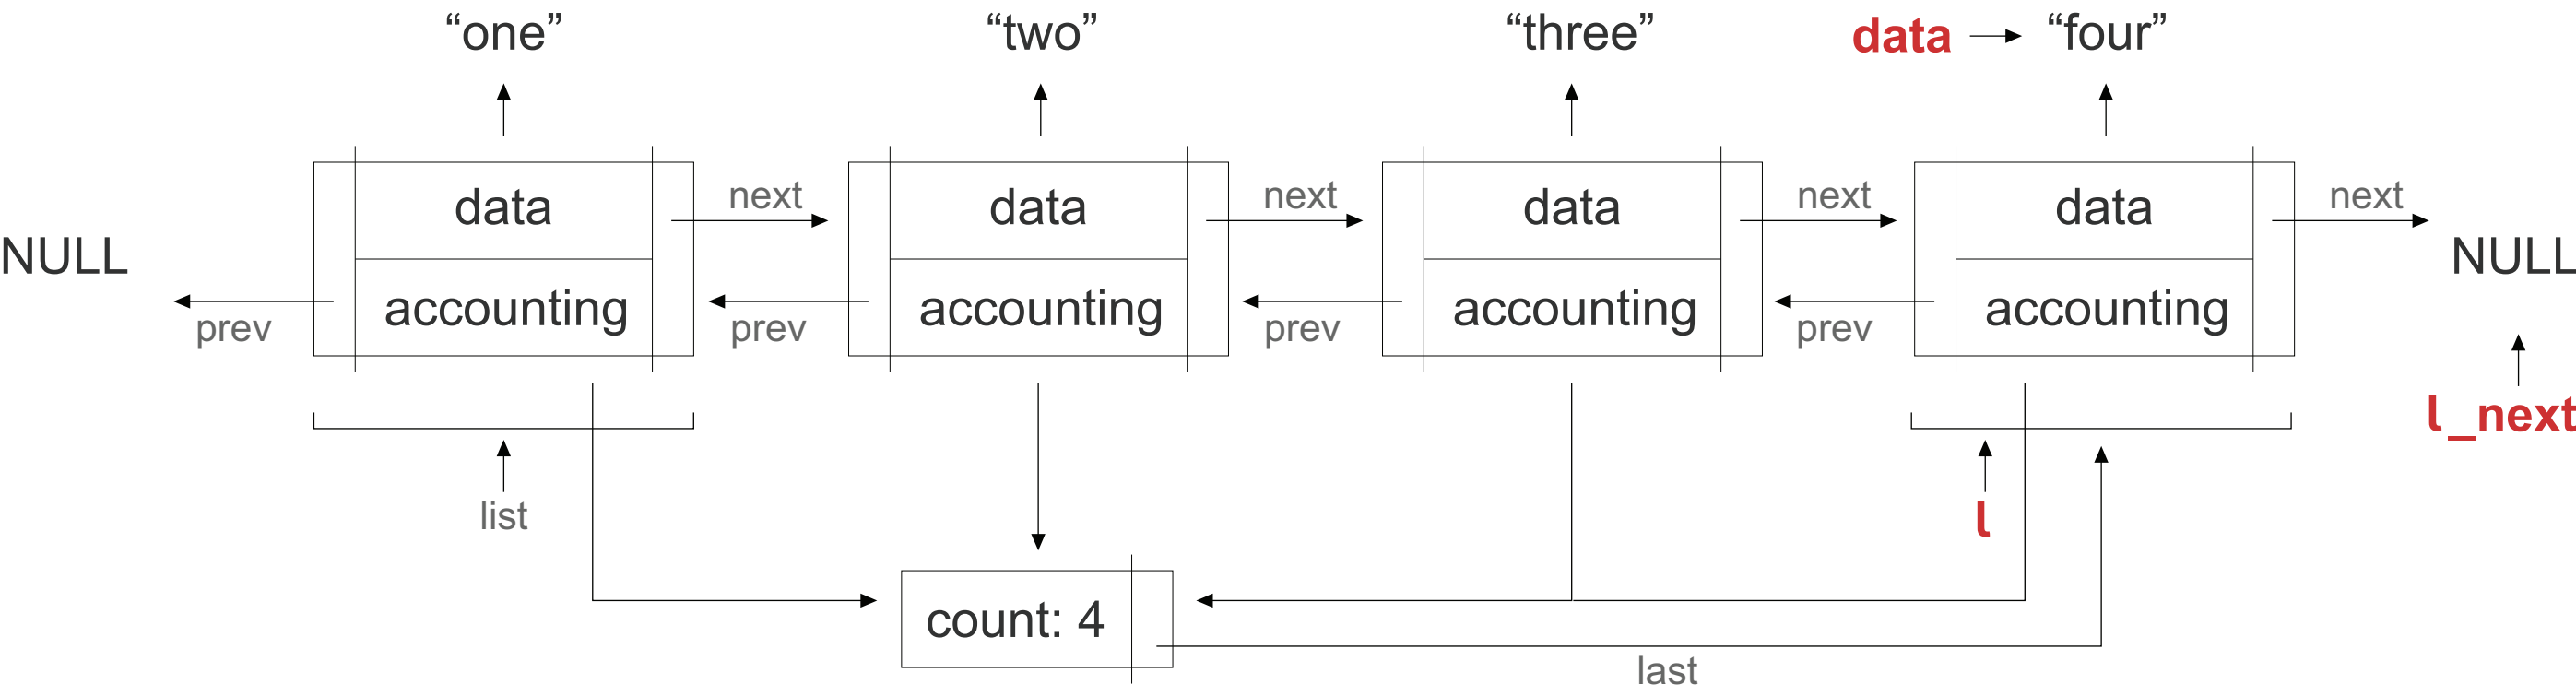 “one”
“two”
“three”
data
“four”
data
next
data
next
data
next
data
next
NULL
NULL
accounting
accounting
accounting
accounting
prev
prev
prev
prev
l_next
list
l
count: 4
last